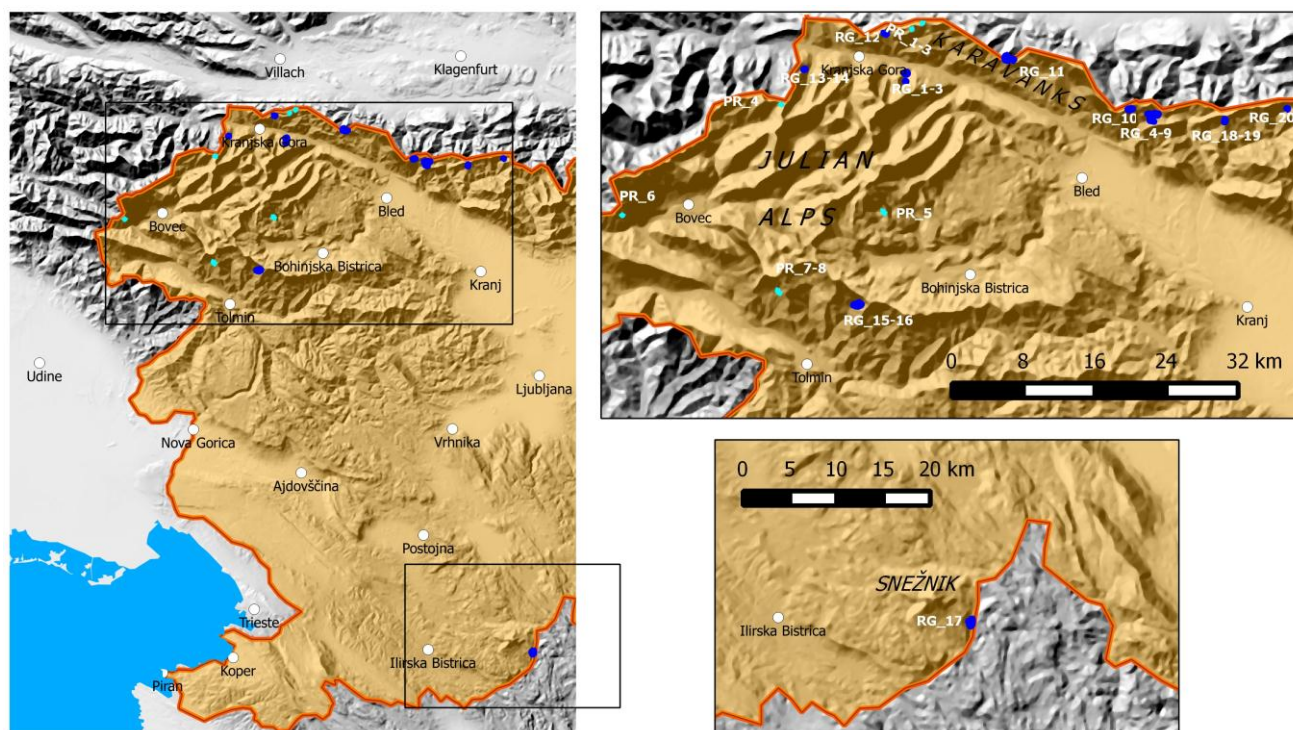 Villach
Klagenfurt
Kranjska Gora
Bovec
Bled
Bohinjska Bistrica
Kranj
Tolmin
Udine
Ljubljana
Nova Gorica
Vrhnika
Ajdovščina
Postojna
Trieste
Koper
Piran
Ilirska Bistrica
RG_12
PR_1-3
KARAVANKS
RG_11
Kranjska Gora
RG_13-14
RG_1-3
PR_4
RG_10
RG_4-9
RG_18-19
RG_20
JULIAN
ALPS
Bled
PR_6
Bovec
PR_5
PR_7-8
Bohinjska Bistrica
RG_15-16
Kranj
Tolmin
0 8 16 24 32 km
0 5 10 15 20 km
SNEŽNIK
Ilirska Bistrica
RG_17